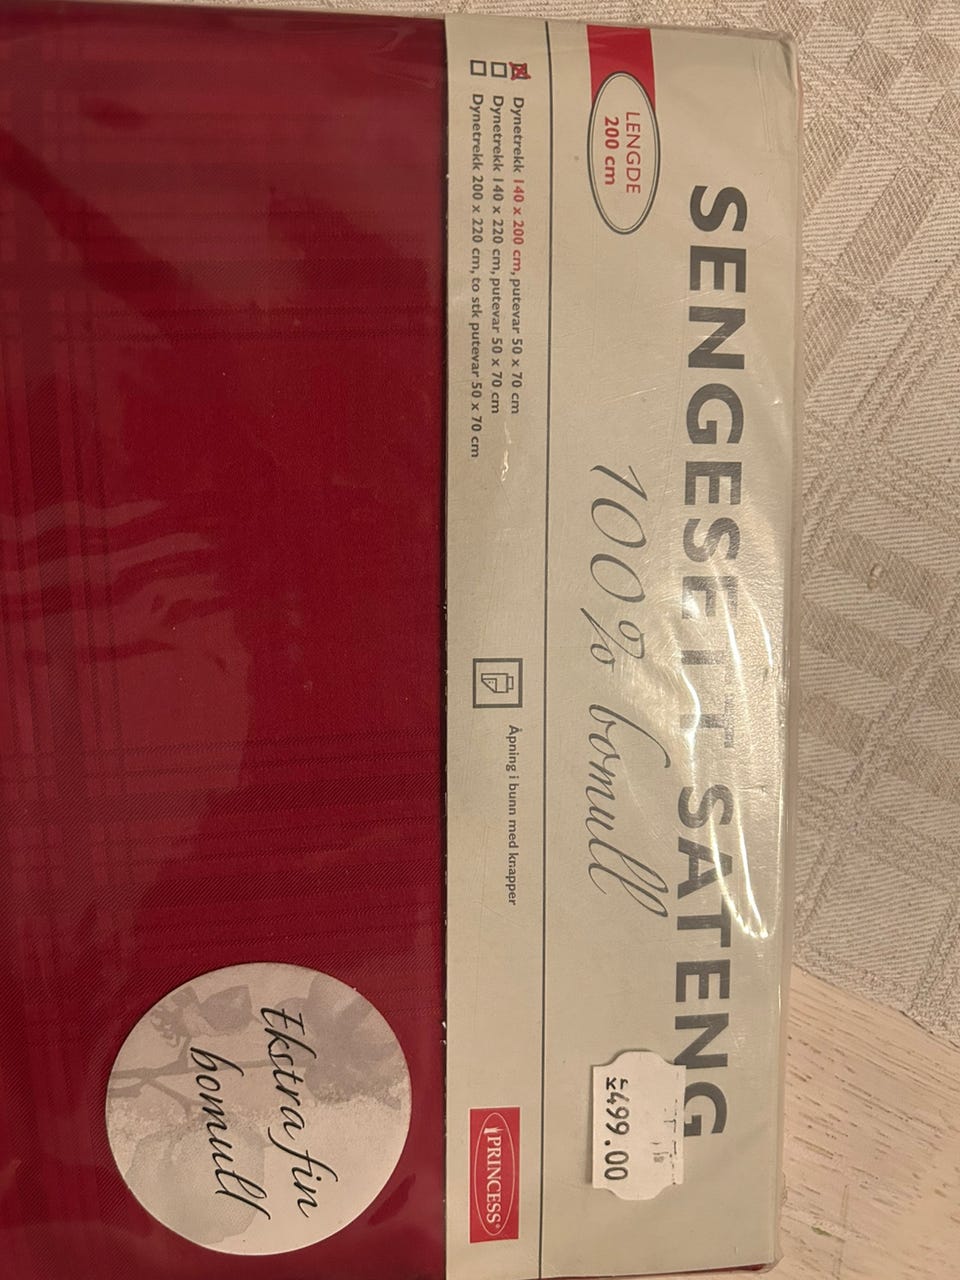 SENGESETT SATENG
100% bomull
LENGDE
200 cm
Dynetrekk 140 x 200 cm, putevar 50 x 70 cm
Dynetrekk 140 x 220 cm, putevar 50 x 70 cm
Dynetrekk 200 x 220 cm, to stk putevar 50 x 70 cm
Åpning i bunn med knapper
499.00
PRINCESS®
Ekstra fin
bomull